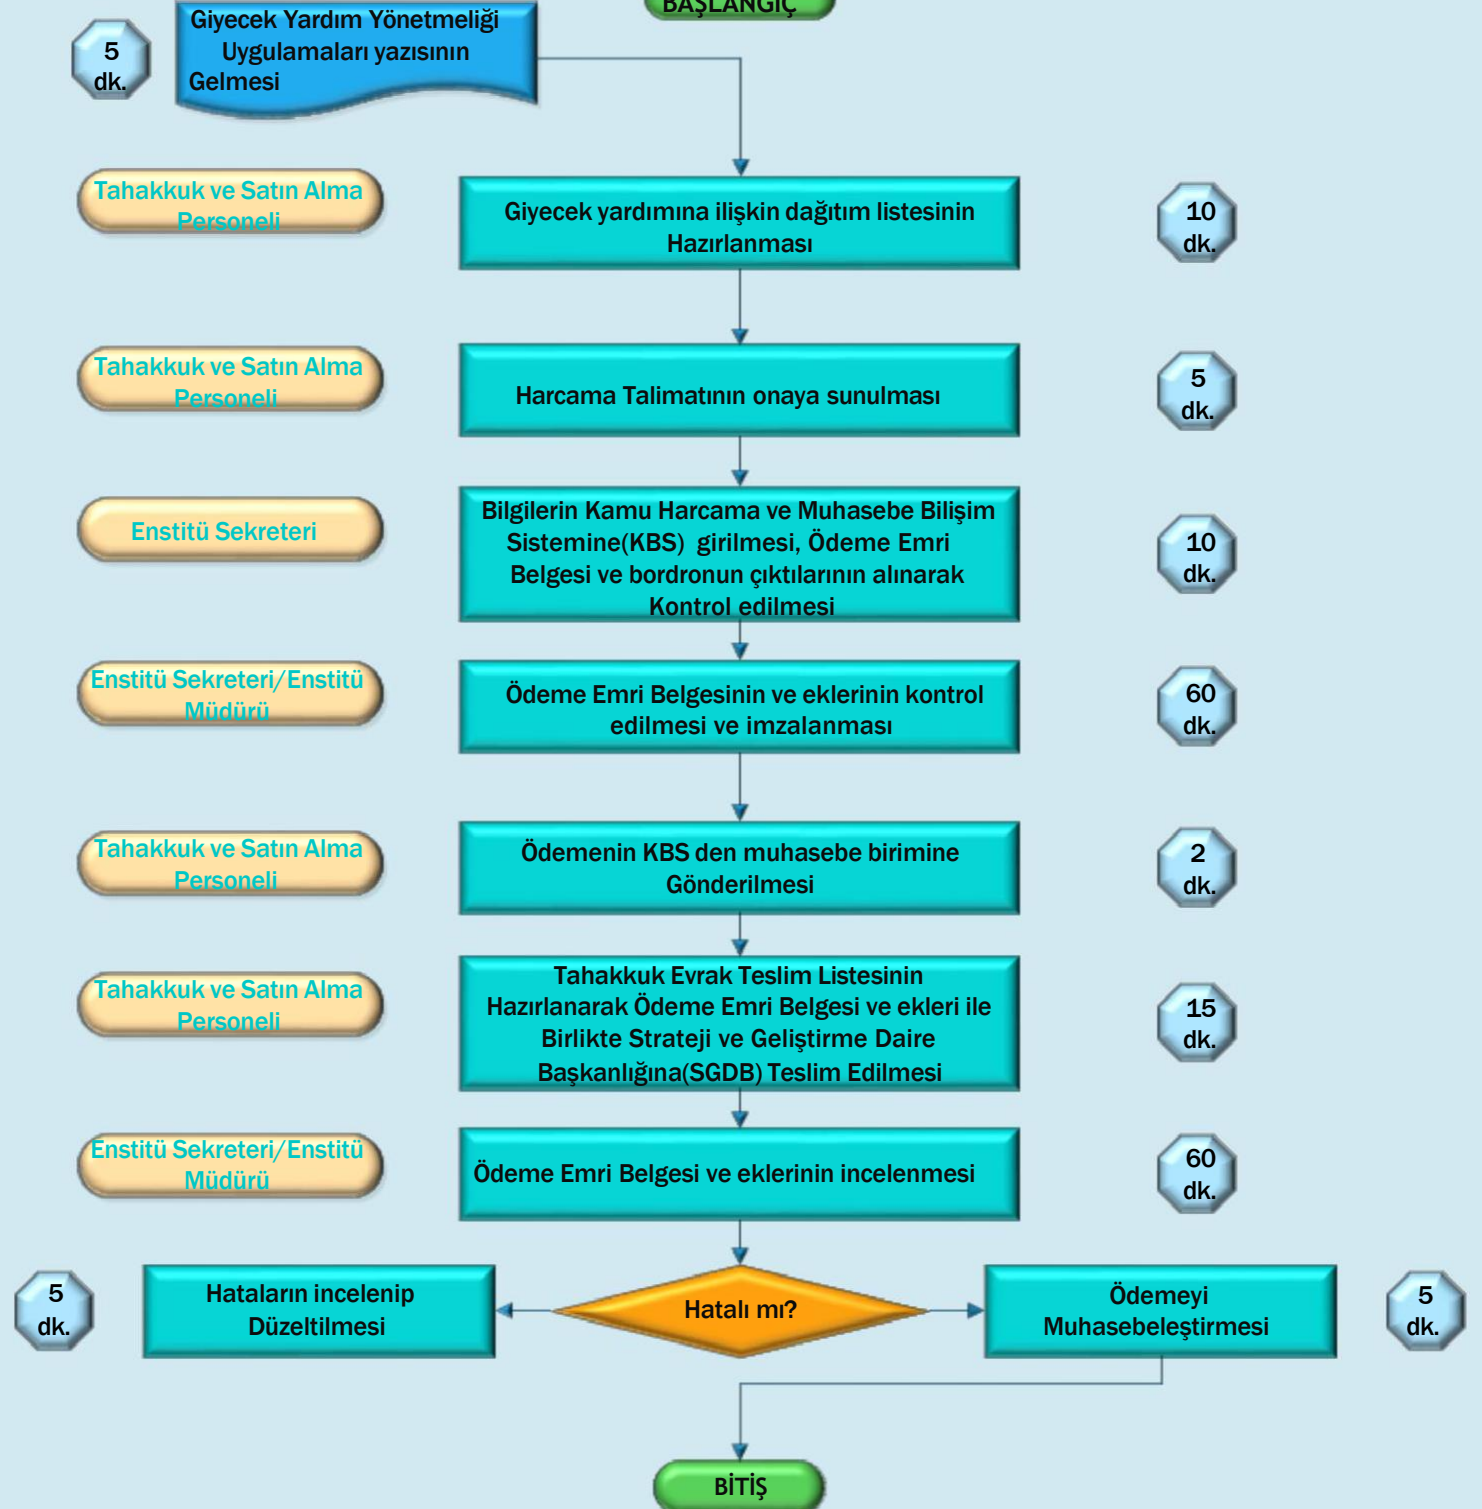 BAŞLANGIÇ
5
dk.
Giyecek Yardım Yönetmeliği
Uygulamaları yazısının
Gelmesi
Tahakkuk ve Satın Alma
Personeli
Giyecek yardımına ilişkin dağıtım listesinin
Hazırlanması
10
dk.
Tahakkuk ve Satın Alma
Personeli
Harcama Talimatının onaya sunulması
5
dk.
Enstitü Sekreteri
Bilgilerin Kamu Harcama ve Muhasebe Bilişim
Sistemine(KBS) girilmesi, Ödeme Emri
Belgesi ve bordronun çıktılarının alınarak
Kontrol edilmesi
10
dk.
Enstitü Sekreteri/Enstitü
Müdürü
Ödeme Emri Belgesinin ve eklerinin kontrol
edilmesi ve imzalanması
60
dk.
Tahakkuk ve Satın Alma
Personeli
Ödemenin KBS den muhasebe birimine
Gönderilmesi
2
dk.
Tahakkuk ve Satın Alma
Personeli
Tahakkuk Evrak Teslim Listesinin
Hazırlanarak Ödeme Emri Belgesi ve ekleri ile
Birlikte Strateji ve Geliştirme Daire
Başkanlığına(SGDB) Teslim Edilmesi
15
dk.
Enstitü Sekreteri/Enstitü
Müdürü
Ödeme Emri Belgesi ve eklerinin incelenmesi
60
dk.
5
dk.
Hataların incelenip
Düzeltilmesi
Hatalı mı?
Ödemeyi
Muhasebeleştirmesi
5
dk.
BİTİŞ